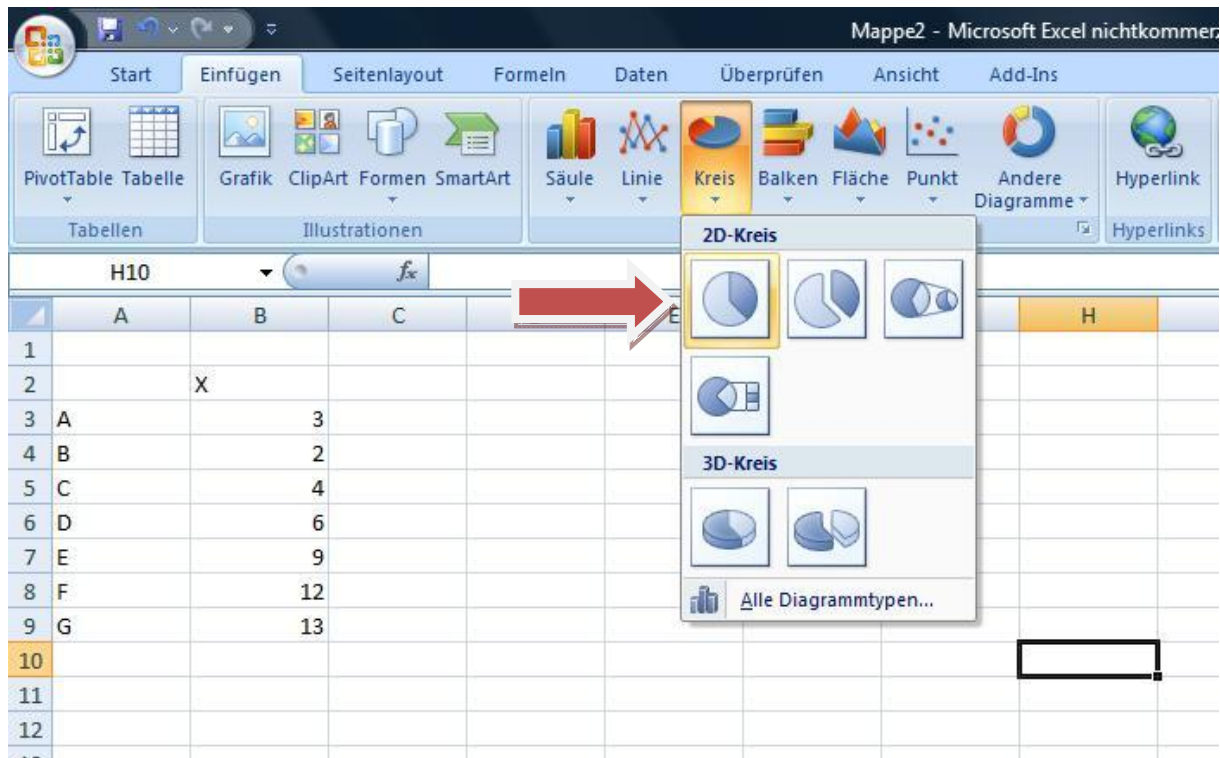 Mappe2 - Microsoft Excel nichtkommerz
Start Einfügen Seitenlayout Formeln Daten Überprüfen Ansicht Add-Ins
PivotTable Tabelle Grafik ClipArt Formen SmartArt Säule Linie Kreis Balken Fläche Punkt Andere Diagramme Hyperlink
Tabellen Illustrationen Hyperlinks
H10 fx
2D-Kreis
A B C E H
1
2 X
3 A 3
4 B 2
5 C 4
6 D 6
7 E 9
8 F 12
9 G 13
10
11
12
3D-Kreis
Alle Diagrammtypen...